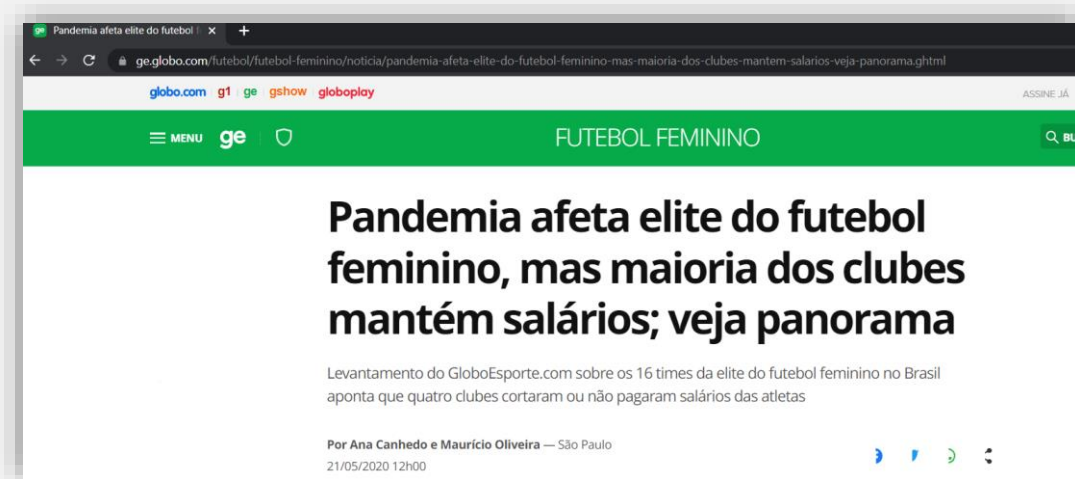 Pandemia afeta elite do futebol
ge.globo.com/futebol/futebol-feminino/noticia/pandemia-afeta-elite-do-futebol-feminino-mas-maioria-dos-clubes-mantem-salarios-veja-panorama.ghtml
globo.com g1 ge gshow globoplay ASSINE JÁ
MENU ge FUTEBOL FEMININO
Pandemia afeta elite do futebol
feminino, mas maioria dos clubes
mantém salários; veja panorama
Levantamento do GloboEsporte.com sobre os 16 times da elite do futebol feminino no Brasil
aponta que quatro clubes cortaram ou não pagaram salários das atletas
Por Ana Canhedo e Maurício Oliveira — São Paulo
21/05/2020 12h00